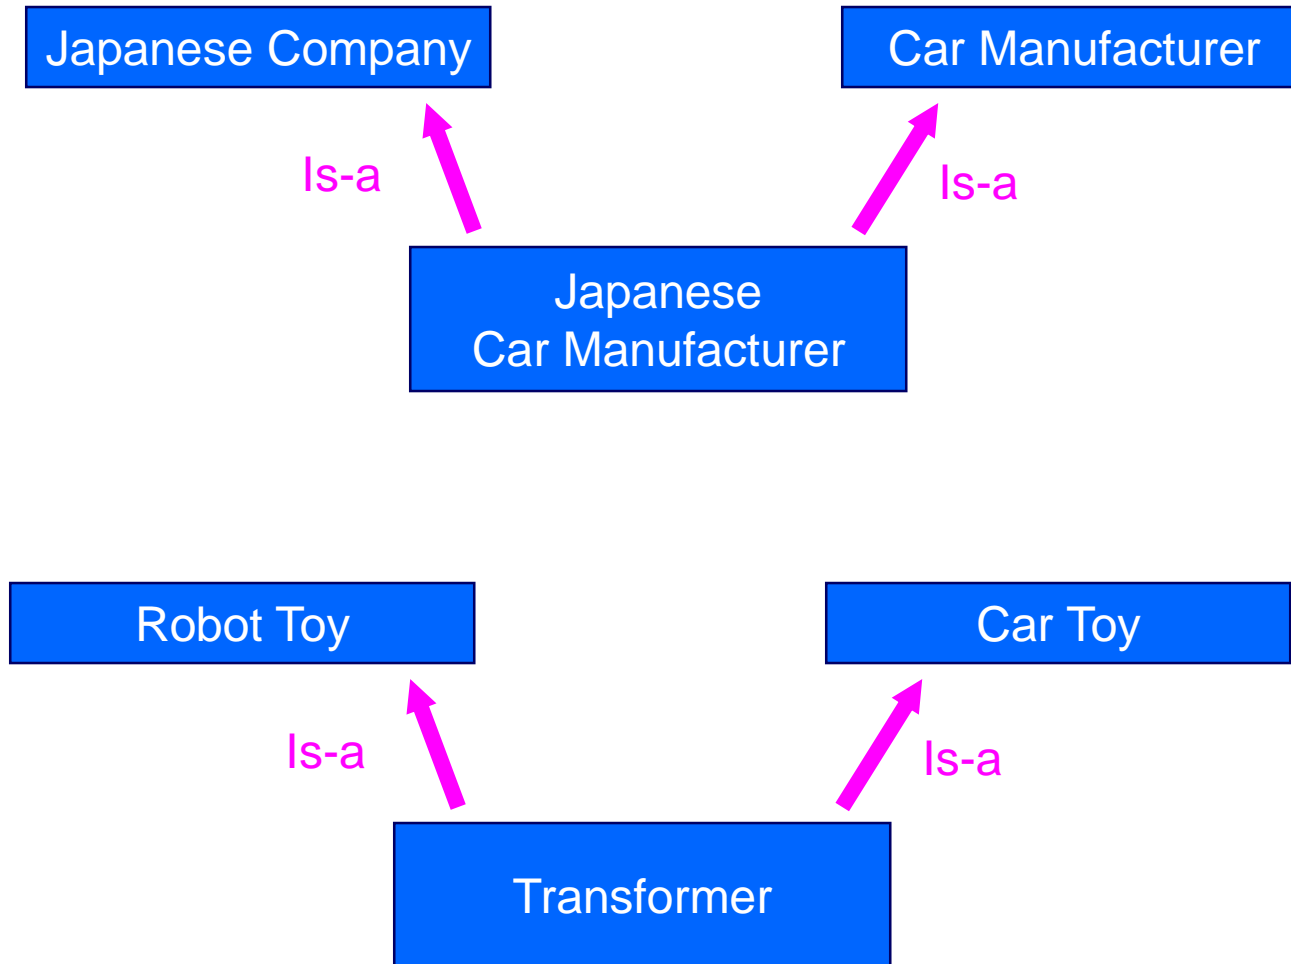 Japanese Company
Car Manufacturer
Is-a
Is-a
Japanese
Car Manufacturer
Robot Toy
Car Toy
Is-a
Is-a
Transformer